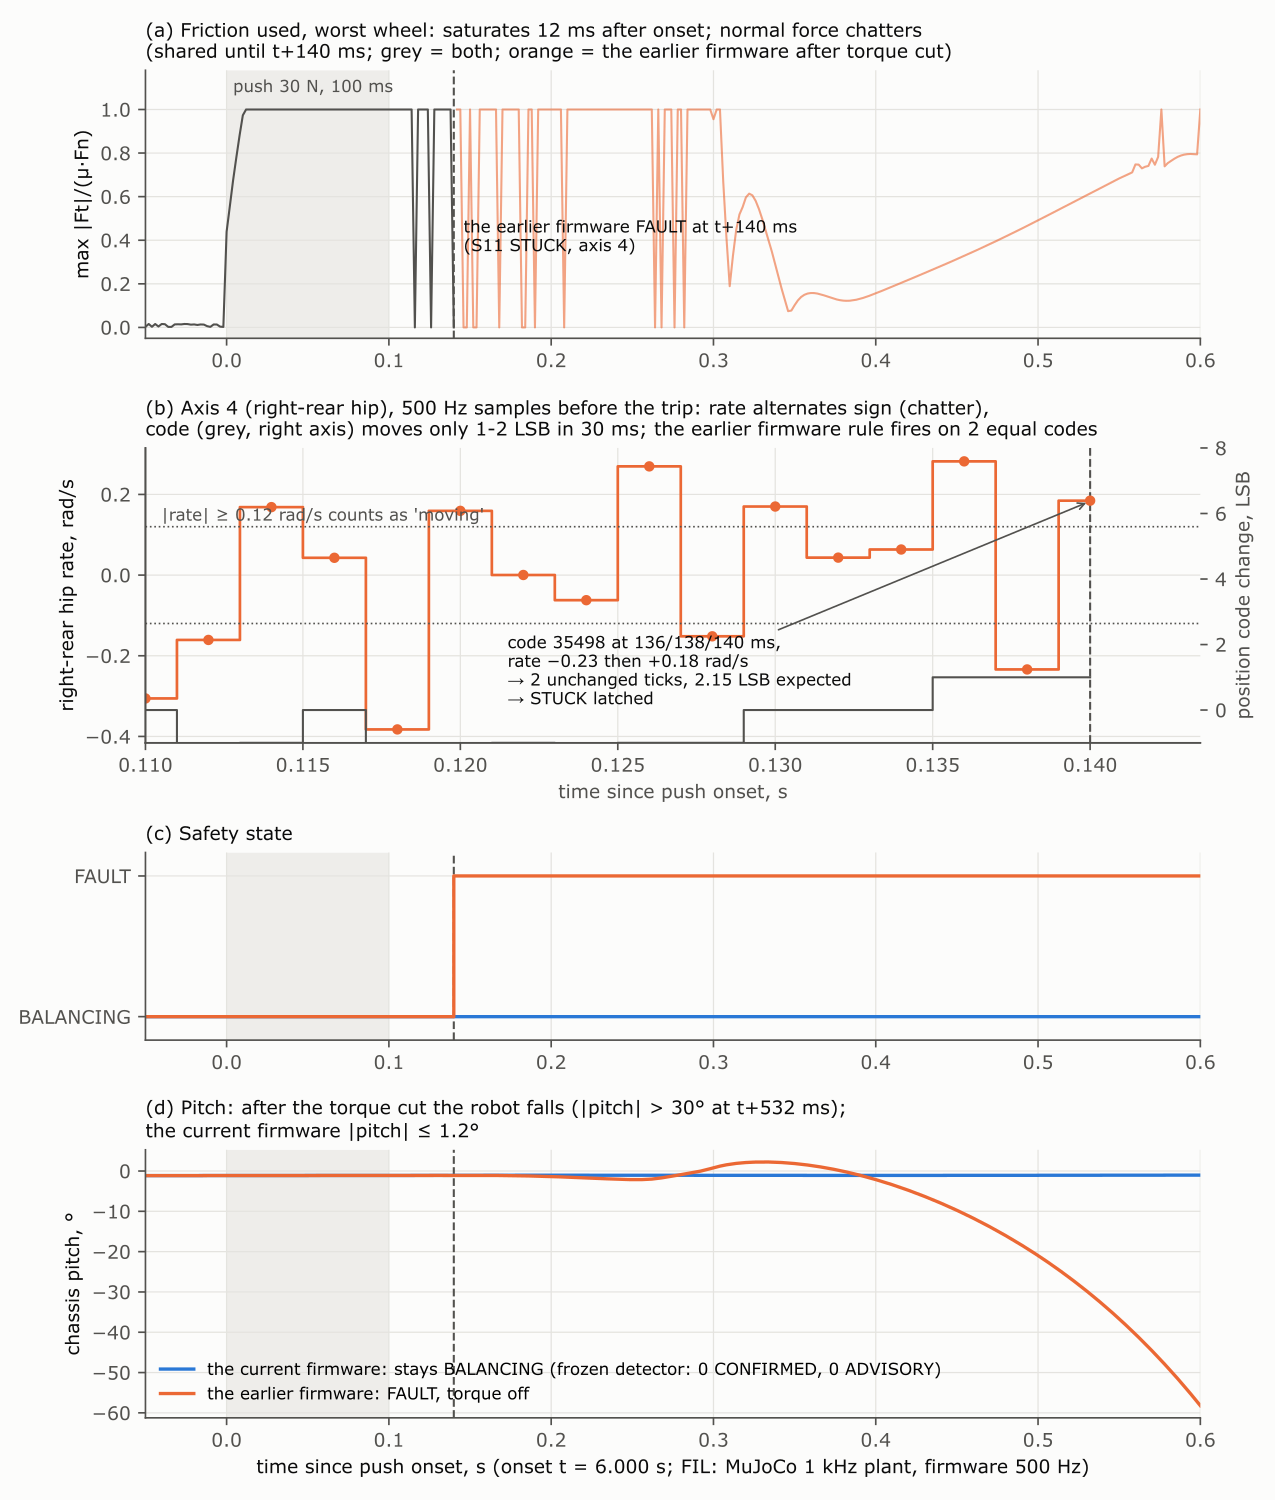 (a) Friction used, worst wheel: saturates 12 ms after onset; normal force chatters
(shared until t+140 ms; grey = both; orange = the earlier firmware after torque cut)
push 30 N, 100 ms
max |Ft|/(μ·Fn)
1.0
0.8
0.6
0.4
0.2
0.0
the earlier firmware FAULT at t+140 ms
(S11 STUCK, axis 4)
0.0 0.1 0.2 0.3 0.4 0.5 0.6
(b) Axis 4 (right-rear hip), 500 Hz samples before the trip: rate alternates sign (chatter),
code (grey, right axis) moves only 1-2 LSB in 30 ms; the earlier firmware rule fires on 2 equal codes
right-rear hip rate, rad/s
0.2
0.0
−0.2
−0.4
|rate| ≥ 0.12 rad/s counts as 'moving'
code 35498 at 136/138/140 ms,
rate −0.23 then +0.18 rad/s
→ 2 unchanged ticks, 2.15 LSB expected
→ STUCK latched
8
6
4
2
0
position code change, LSB
0.110 0.115 0.120 0.125 0.130 0.135 0.140
time since push onset, s
(c) Safety state
FAULT
BALANCING
0.0 0.1 0.2 0.3 0.4 0.5 0.6
(d) Pitch: after the torque cut the robot falls (|pitch| > 30° at t+532 ms);
the current firmware |pitch| ≤ 1.2°
chassis pitch, °
0
−10
−20
−30
−40
−50
−60
the current firmware: stays BALANCING (frozen detector: 0 CONFIRMED, 0 ADVISORY)
the earlier firmware: FAULT, torque off
0.0 0.1 0.2 0.3 0.4 0.5 0.6
time since push onset, s (onset t = 6.000 s; FIL: MuJoCo 1 kHz plant, firmware 500 Hz)